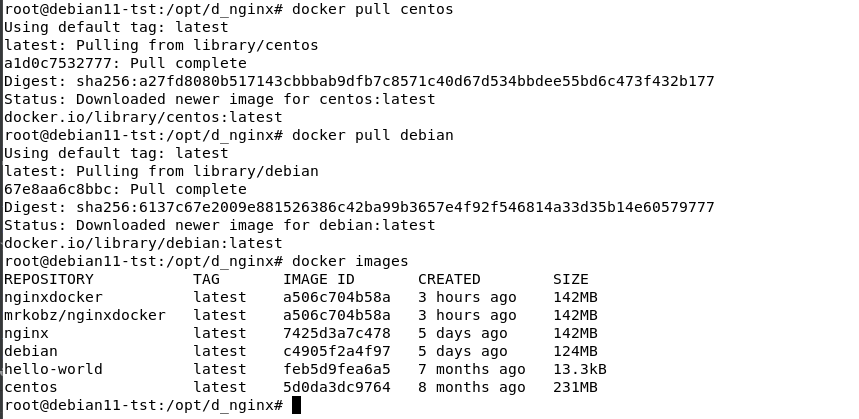 root@debian11-tst:/opt/d_nginx# docker pull centos
Using default tag: latest
latest: Pulling from library/centos
a1d0c7532777: Pull complete
Digest: sha256:a27fd8080b517143cbbbab9dfb7c8571c40d67d534bbdee55bd6c473f432b177
Status: Downloaded newer image for centos:latest
docker.io/library/centos:latest
root@debian11-tst:/opt/d_nginx# docker pull debian
Using default tag: latest
latest: Pulling from library/debian
67e8aa6c8bbc: Pull complete
Digest: sha256:6137c67e2009e881526386c42ba99b3657e4f92f546814a33d35b14e60579777
Status: Downloaded newer image for debian:latest
docker.io/library/debian:latest
root@debian11-tst:/opt/d_nginx# docker images
REPOSITORY           TAG       IMAGE ID       CREATED        SIZE
nginxdocker          latest    a506c704b58a   3 hours ago    142MB
mrkobz/nginxdocker   latest    a506c704b58a   3 hours ago    142MB
nginx                latest    7425d3a7c478   5 days ago     142MB
debian               latest    c4905f2a4f97   5 days ago     124MB
hello-world          latest    feb5d9fea6a5   7 months ago   13.3kB
centos               latest    5d0da3dc9764   8 months ago   231MB
root@debian11-tst:/opt/d_nginx#